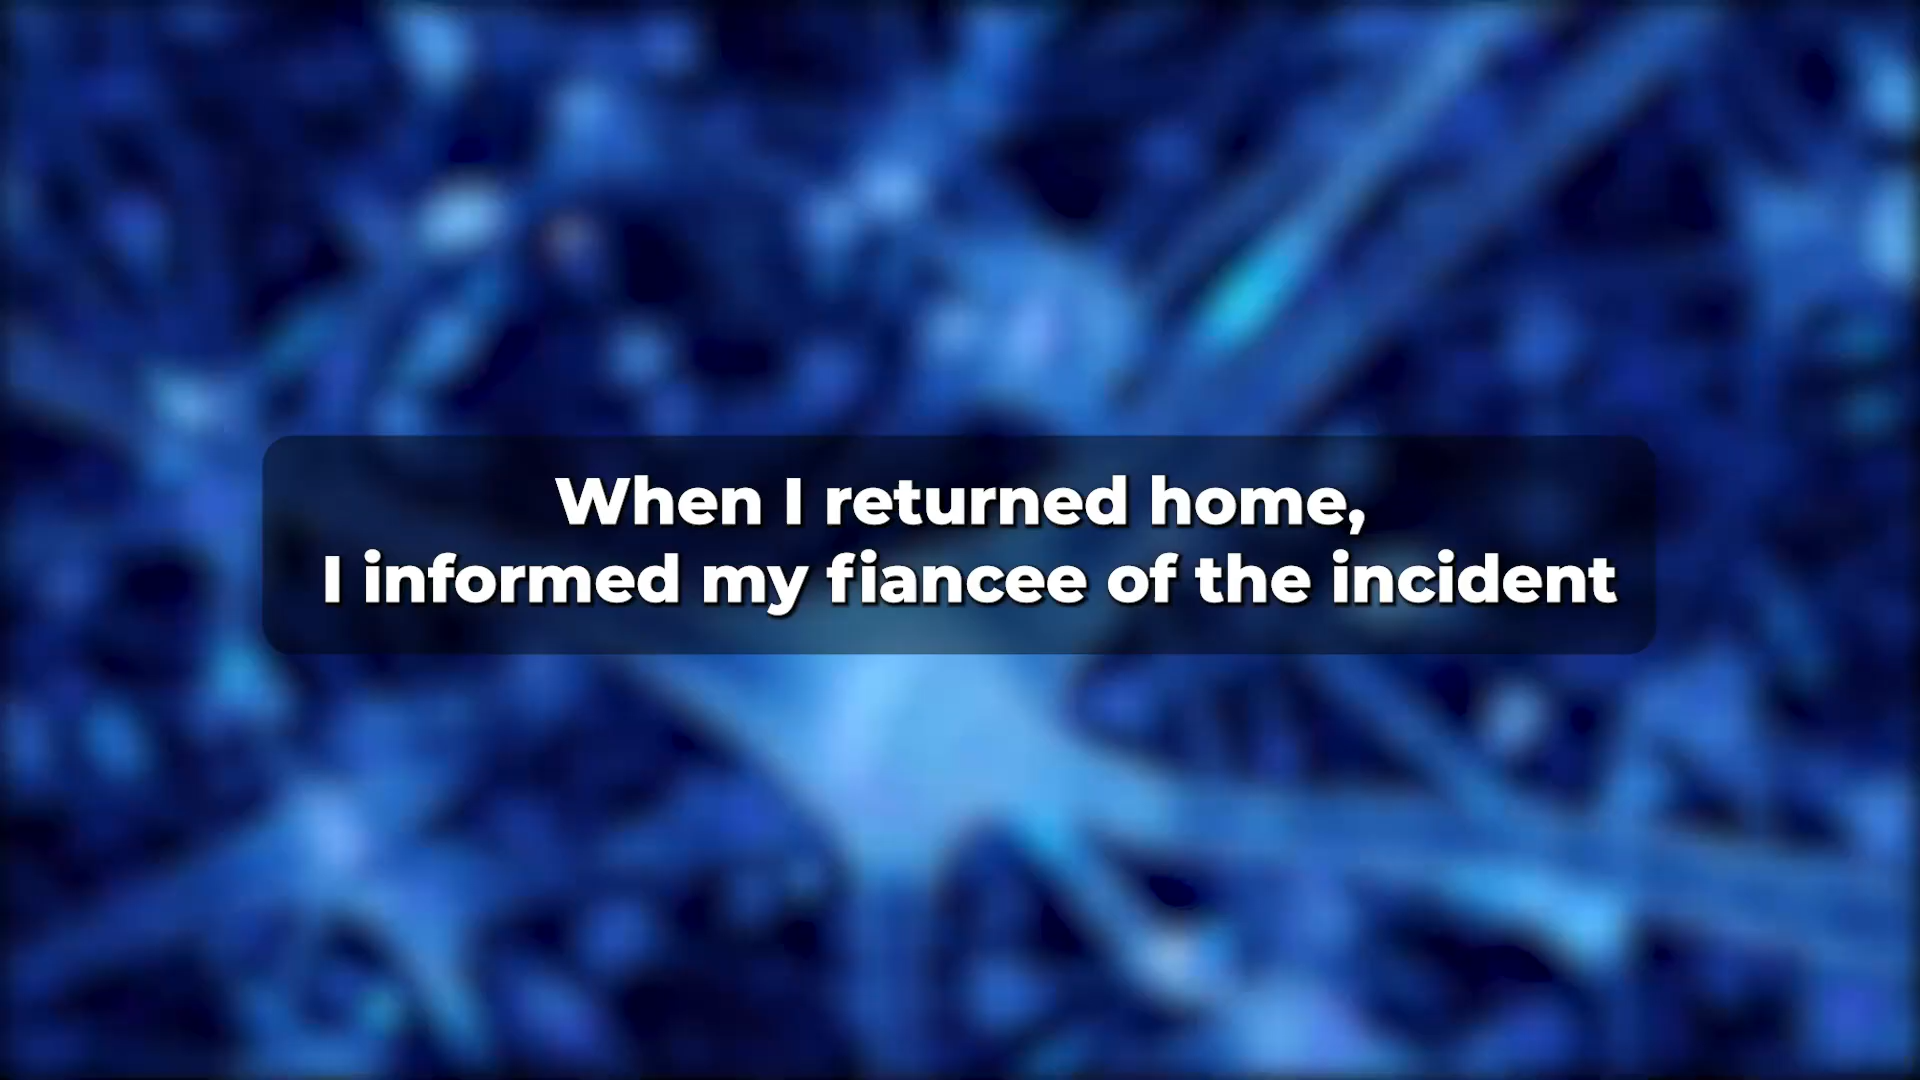 When I returned home,
I informed my fiancee of the incident